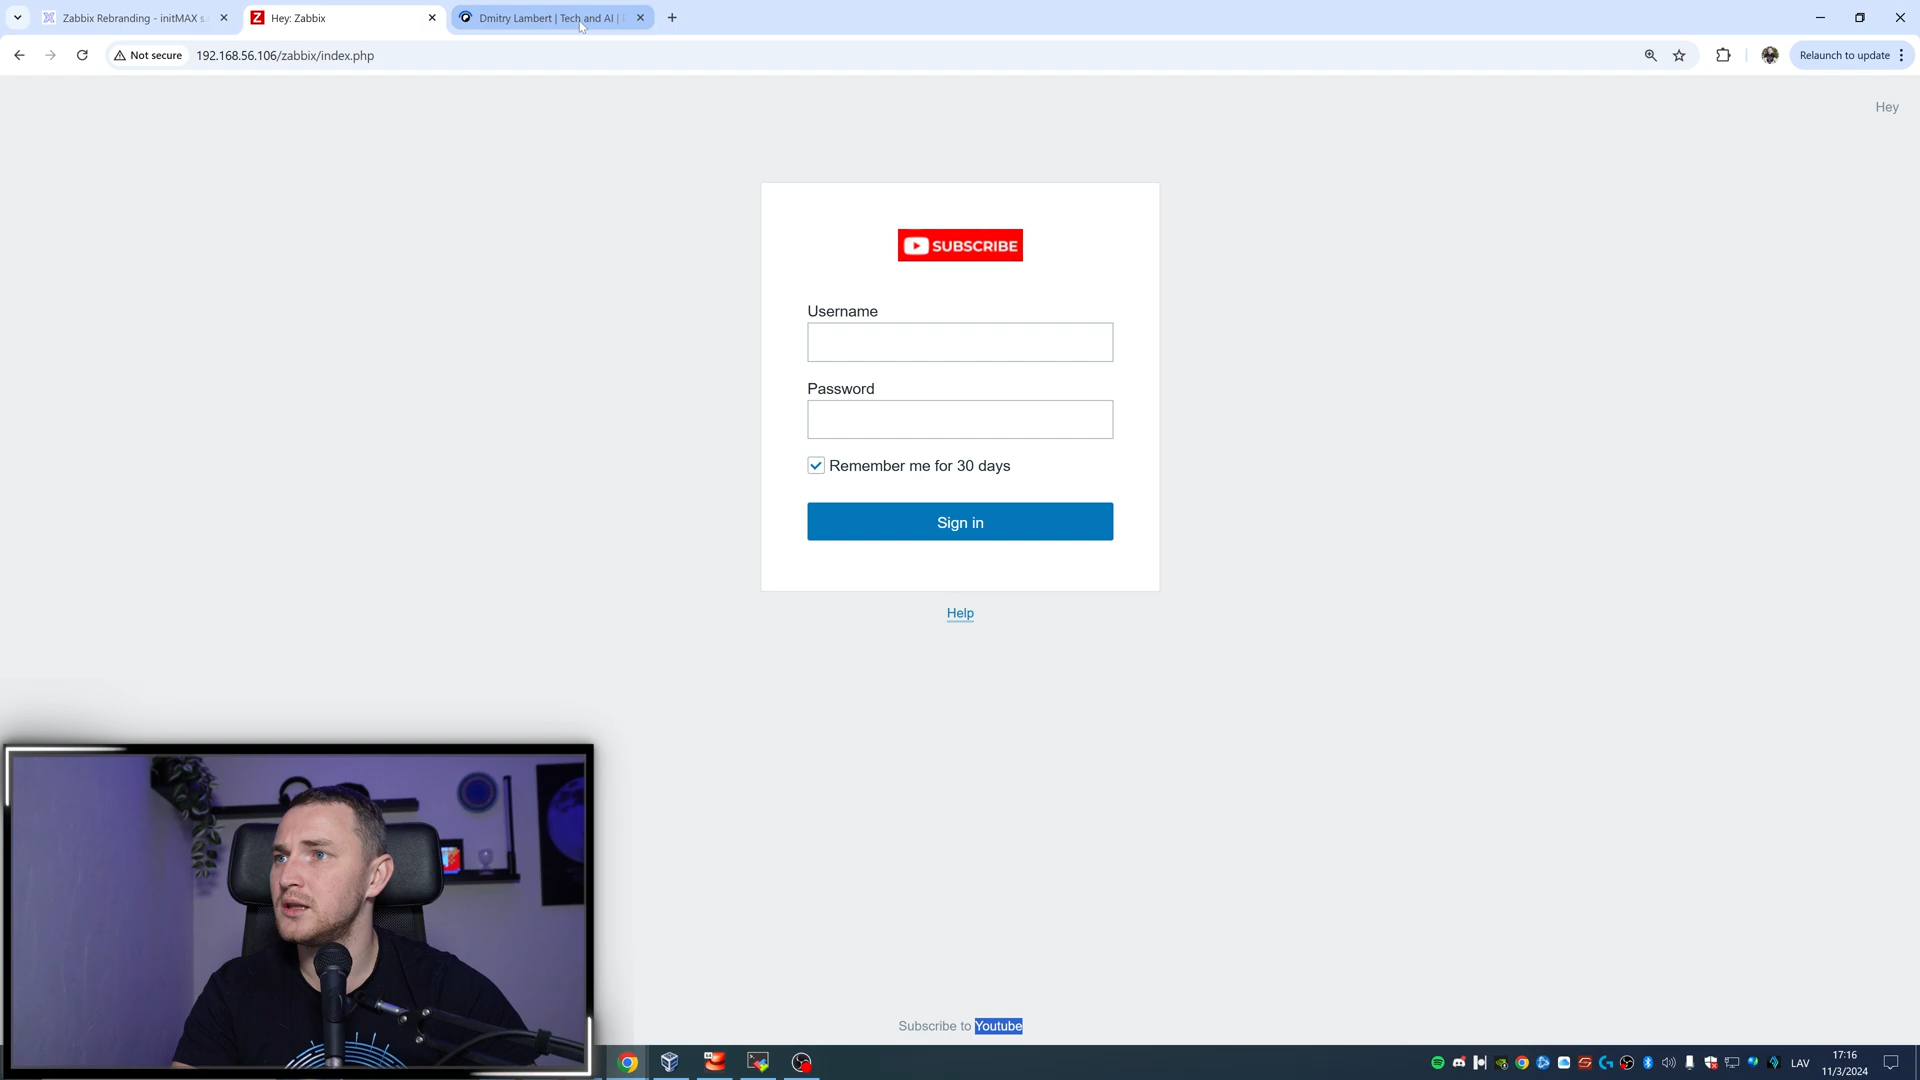 Zabbix Rebranding - initMAX s.
Hey: Zabbix
Dmitry Lambert | Tech and AI |
Not secure
192.168.56.106/zabbix/index.php
Relaunch to update
Hey
SUBSCRIBE
Username
Password
Remember me for 30 days
Sign in
Help
Subscribe to Youtube
LAV
17:16
11/3/2024